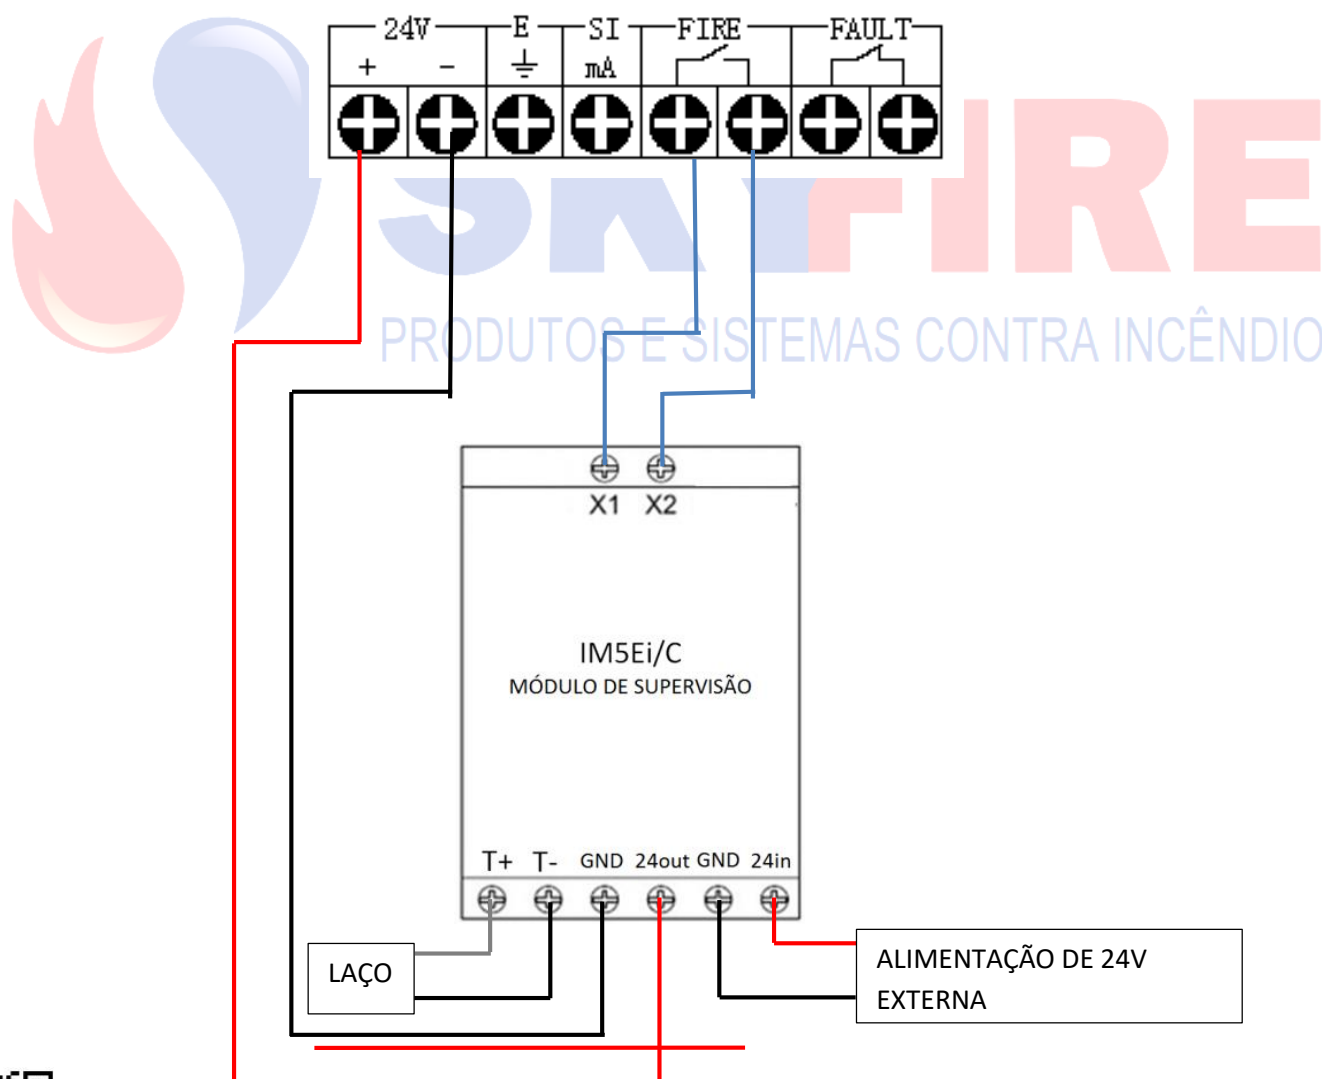 24V E SI FIRE FAULT
+ - mA
SKYFIRE
PRODUTOS E SISTEMAS CONTRA INCÊNDIO
X1 X2
IM5Ei/C
MÓDULO DE SUPERVISÃO
T+ T- GND 24out GND 24in
LAÇO
ALIMENTAÇÃO DE 24V
EXTERNA